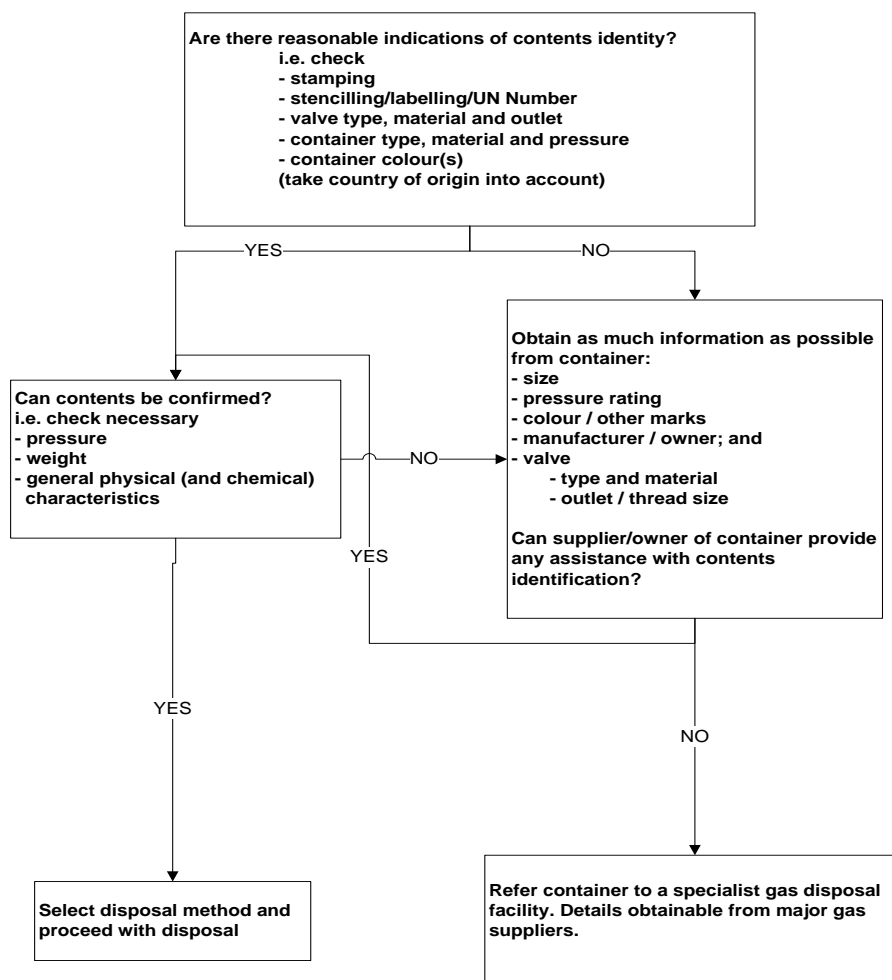 Are there reasonable indications of contents identity?
i.e. check
- stamping
- stencilling/labelling/UN Number
- valve type, material and outlet
- container type, material and pressure
- container colour(s)
(take country of origin into account)
YES
NO
Obtain as much information as possible
from container:
- size
- pressure rating
- colour / other marks
- manufacturer / owner; and
- valve
- type and material
- outlet / thread size
Can supplier/owner of container provide
any assistance with contents
identification?
Can contents be confirmed?
i.e. check necessary
- pressure
- weight
- general physical (and chemical)
characteristics
NO
YES
YES
NO
Select disposal method and
proceed with disposal
Refer container to a specialist gas disposal
facility. Details obtainable from major gas
suppliers.